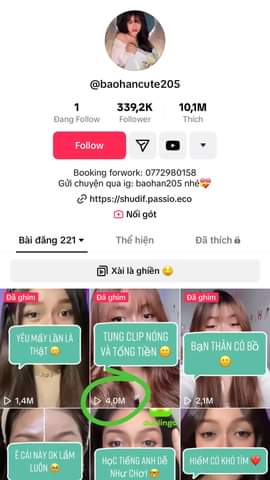 @baohancute205
1 339,2K 10,1M
Đang Follow Follower Thích
Follow
Booking forwork: 0772980158
Gửi chuyện qua ig: baohan205 nhé💝
https://shudif.passio.eco
Nối gót
Bài đăng 221 Thể hiện Đã thích
Xài là ghiền 😆
Đã ghim Đã ghim Đã ghim
YÊU MẤY LẦN LÀ
THẬT
TUNG CLIP NÓNG
VÀ TỐNG TIỀN
BẠN THÂN CÓ BỒ
1,4M 4,0M 2,1M
duolingo
Ê CÁI NÀY OK LẮM
LUÔN
HỌC TIẾNG ANH DỄ
NHƯ CHƠI
HIẾM CÓ KHÓ TÌM